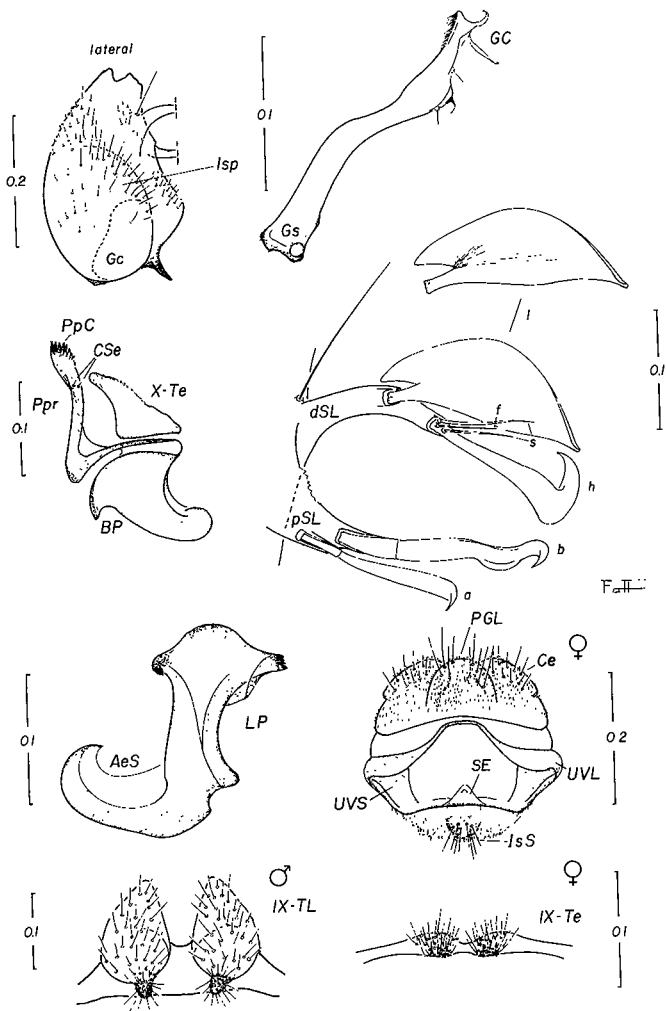 lateral
GC
0.1
0.2
Isp
Gc
Gs
PpC
CSe
Ppr
X-Te
0.1
BP
l
0.1
dSL
f
s
h
pSL
b
a
PGL
Ce
♀
0.1
LP
AeS
SE
0.2
UVL
UVS
IsS
♂
IX-TL
0.1
♀
IX-Te
0.1